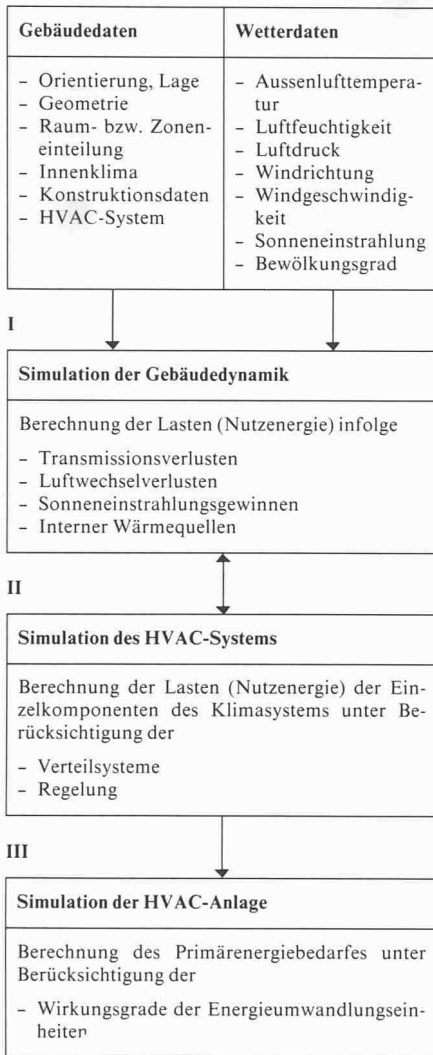 Gebäudedaten
– Orientierung, Lage
– Geometrie
– Raum- bzw. Zonen-
einteilung
– Innenklima
– Konstruktionsdaten
– HVAC-System
Wetterdaten
– Aussenlufttempera-
tur
– Luftfeuchtigkeit
– Luftdruck
– Windrichtung
– Windgeschwindig-
keit
– Sonneneinstrahlung
– Bewölkungsgrad
I
Simulation der Gebäudedynamik
Berechnung der Lasten (Nutzenergie) infolge
– Transmissionsverlusten
– Luftwechselverlusten
– Sonneneinstrahlungsgewinnen
– Interner Wärmequellen
II
Simulation des HVAC-Systems
Berechnung der Lasten (Nutzenergie) der Ein-
zelkomponenten des Klimasystems unter Be-
rücksichtigung der
– Verteilsysteme
– Regelung
III
Simulation der HVAC-Anlage
Berechnung des Primärenergiebedarfes unter
Berücksichtigung der
– Wirkungsgrade der Energieumwandlungsein-
heiten